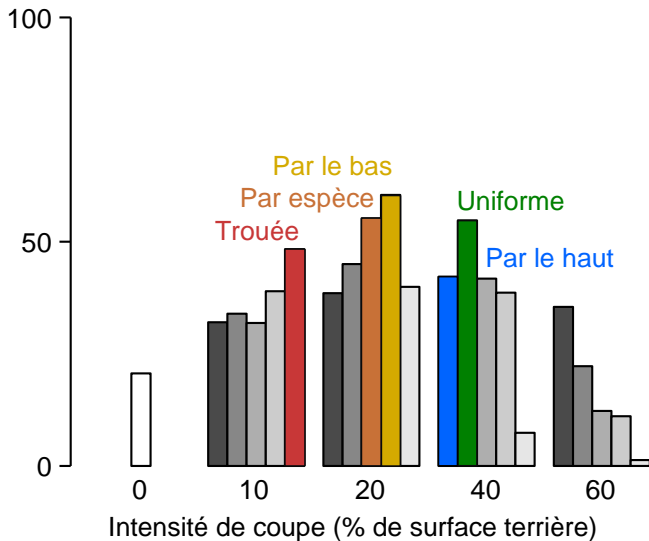 100
Par le bas
Par espèce
Uniforme
Trouée
50
Par le haut
0
0 10 20 40 60
Intensité de coupe (% de surface terrière)